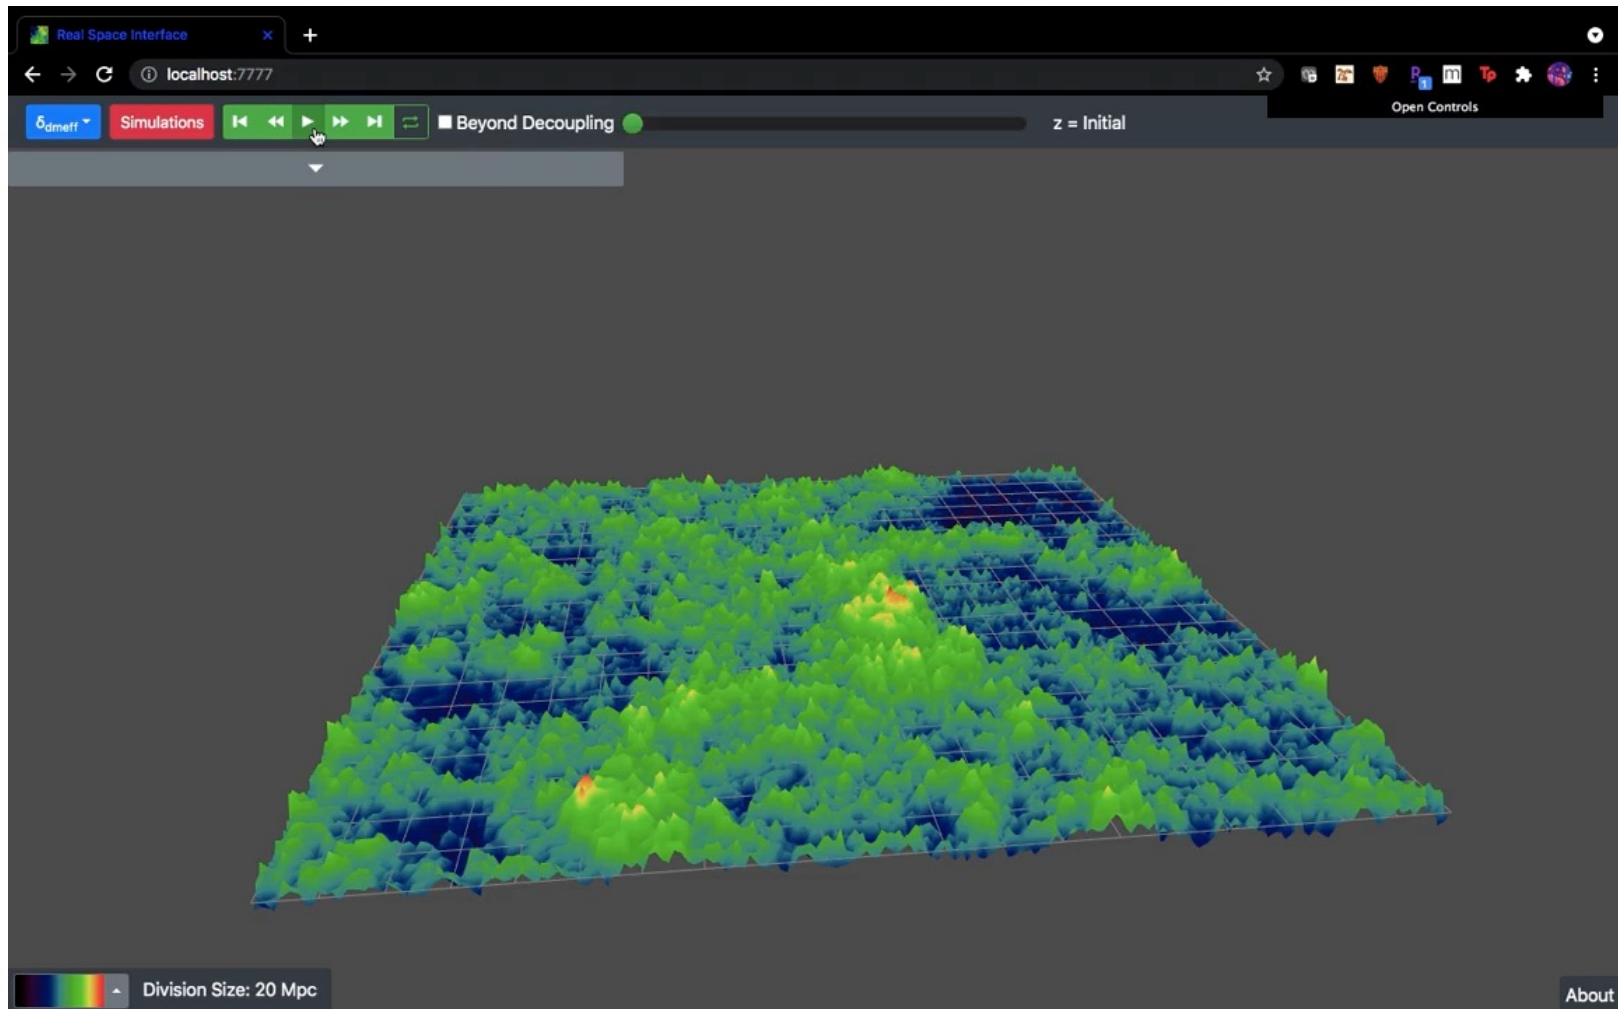 Real Space Interface
localhost:7777
Open Controls
δdmeff Simulations Beyond Decoupling z = Initial
Division Size: 20 Mpc
About